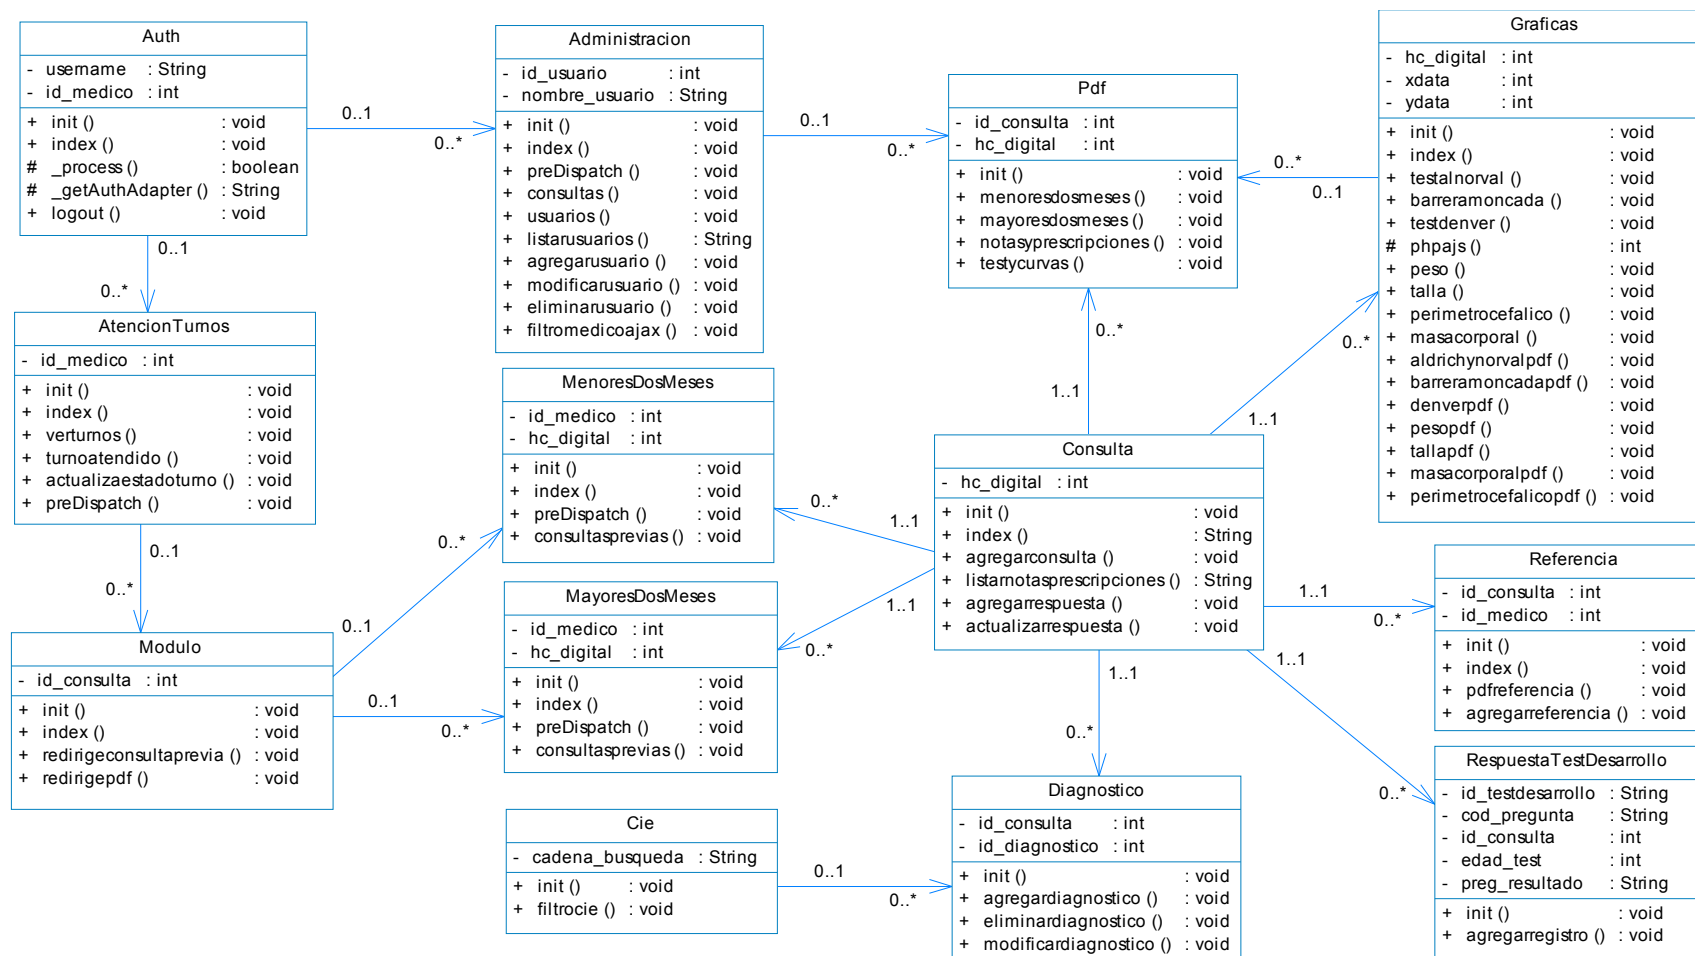 Auth
- username : String
- id_medico : int
+ init () : void
+ index () : void
# _process () : boolean
# _getAuthAdapter () : String
+ logout () : void
0..1
0..*
0..1
0..*
Administracion
- id_usuario : int
- nombre_usuario : String
+ init () : void
+ index () : void
+ preDispatch () : void
+ consultas () : void
+ usuarios () : void
+ listarusuarios () : String
+ agregarusuario () : void
+ modificarusuario () : void
+ eliminarusuario () : void
+ filtromedicoajax () : void
0..1
0..*
Pdf
- id_consulta : int
- hc_digital : int
+ init () : void
+ menoresdosmeses () : void
+ mayoresdosmeses () : void
+ notasyprescripciones () : void
+ testycurvas () : void
0..*
0..1
Graficas
- hc_digital : int
- xdata : int
- ydata : int
+ init () : void
+ index () : void
+ testalnorval () : void
+ barreramoncada () : void
+ testdenver () : void
# phpajs () : int
+ peso () : void
+ talla () : void
+ perimetrocefalico () : void
+ masacorporal () : void
+ aldrichynorvalpdf () : void
+ barreramoncadapdf () : void
+ denverpdf () : void
+ pesopdf () : void
+ tallapdf () : void
+ masacorporalpdf () : void
+ perimetrocefalicopdf () : void
AtencionTurnos
- id_medico : int
+ init () : void
+ index () : void
+ verturnos () : void
+ turnoatendido () : void
+ actualizaestadoturno () : void
+ preDispatch () : void
0..1
0..*
MenoresDosMeses
- id_medico : int
- hc_digital : int
+ init () : void
+ index () : void
+ preDispatch () : void
+ consultasprevias () : void
0..*
0..1
0..*
1..1
0..*
1..1
0..*
1..1
Consulta
- hc_digital : int
+ init () : void
+ index () : String
+ agregarconsulta () : void
+ listarnotasprescripciones () : String
+ agregarrespuesta () : void
+ actualizarrespuesta () : void
MayoresDosMeses
- id_medico : int
- hc_digital : int
+ init () : void
+ index () : void
+ preDispatch () : void
+ consultasprevias () : void
1..1
0..*
Modulo
- id_consulta : int
+ init () : void
+ index () : void
+ redirigeconsultaprevia () : void
+ redirigepdf () : void
0..1
0..*
1..1
0..*
Referencia
- id_consulta : int
- id_medico : int
+ init () : void
+ index () : void
+ pdfreferencia () : void
+ agregarreferencia () : void
1..1
0..*
1..1
0..*
RespuestaTestDesarrollo
- id_testdesarrollo : String
- cod_pregunta : String
- id_consulta : int
- edad_test : int
- preg_resultado : String
+ init () : void
+ agregarregistro () : void
Cie
- cadena_busqueda : String
+ init () : void
+ filtrocie () : void
0..1
0..*
Diagnostico
- id_consulta : int
- id_diagnostico : int
+ init () : void
+ agregardiagnostico () : void
+ eliminardiagnostico () : void
+ modificardiagnostico () : void